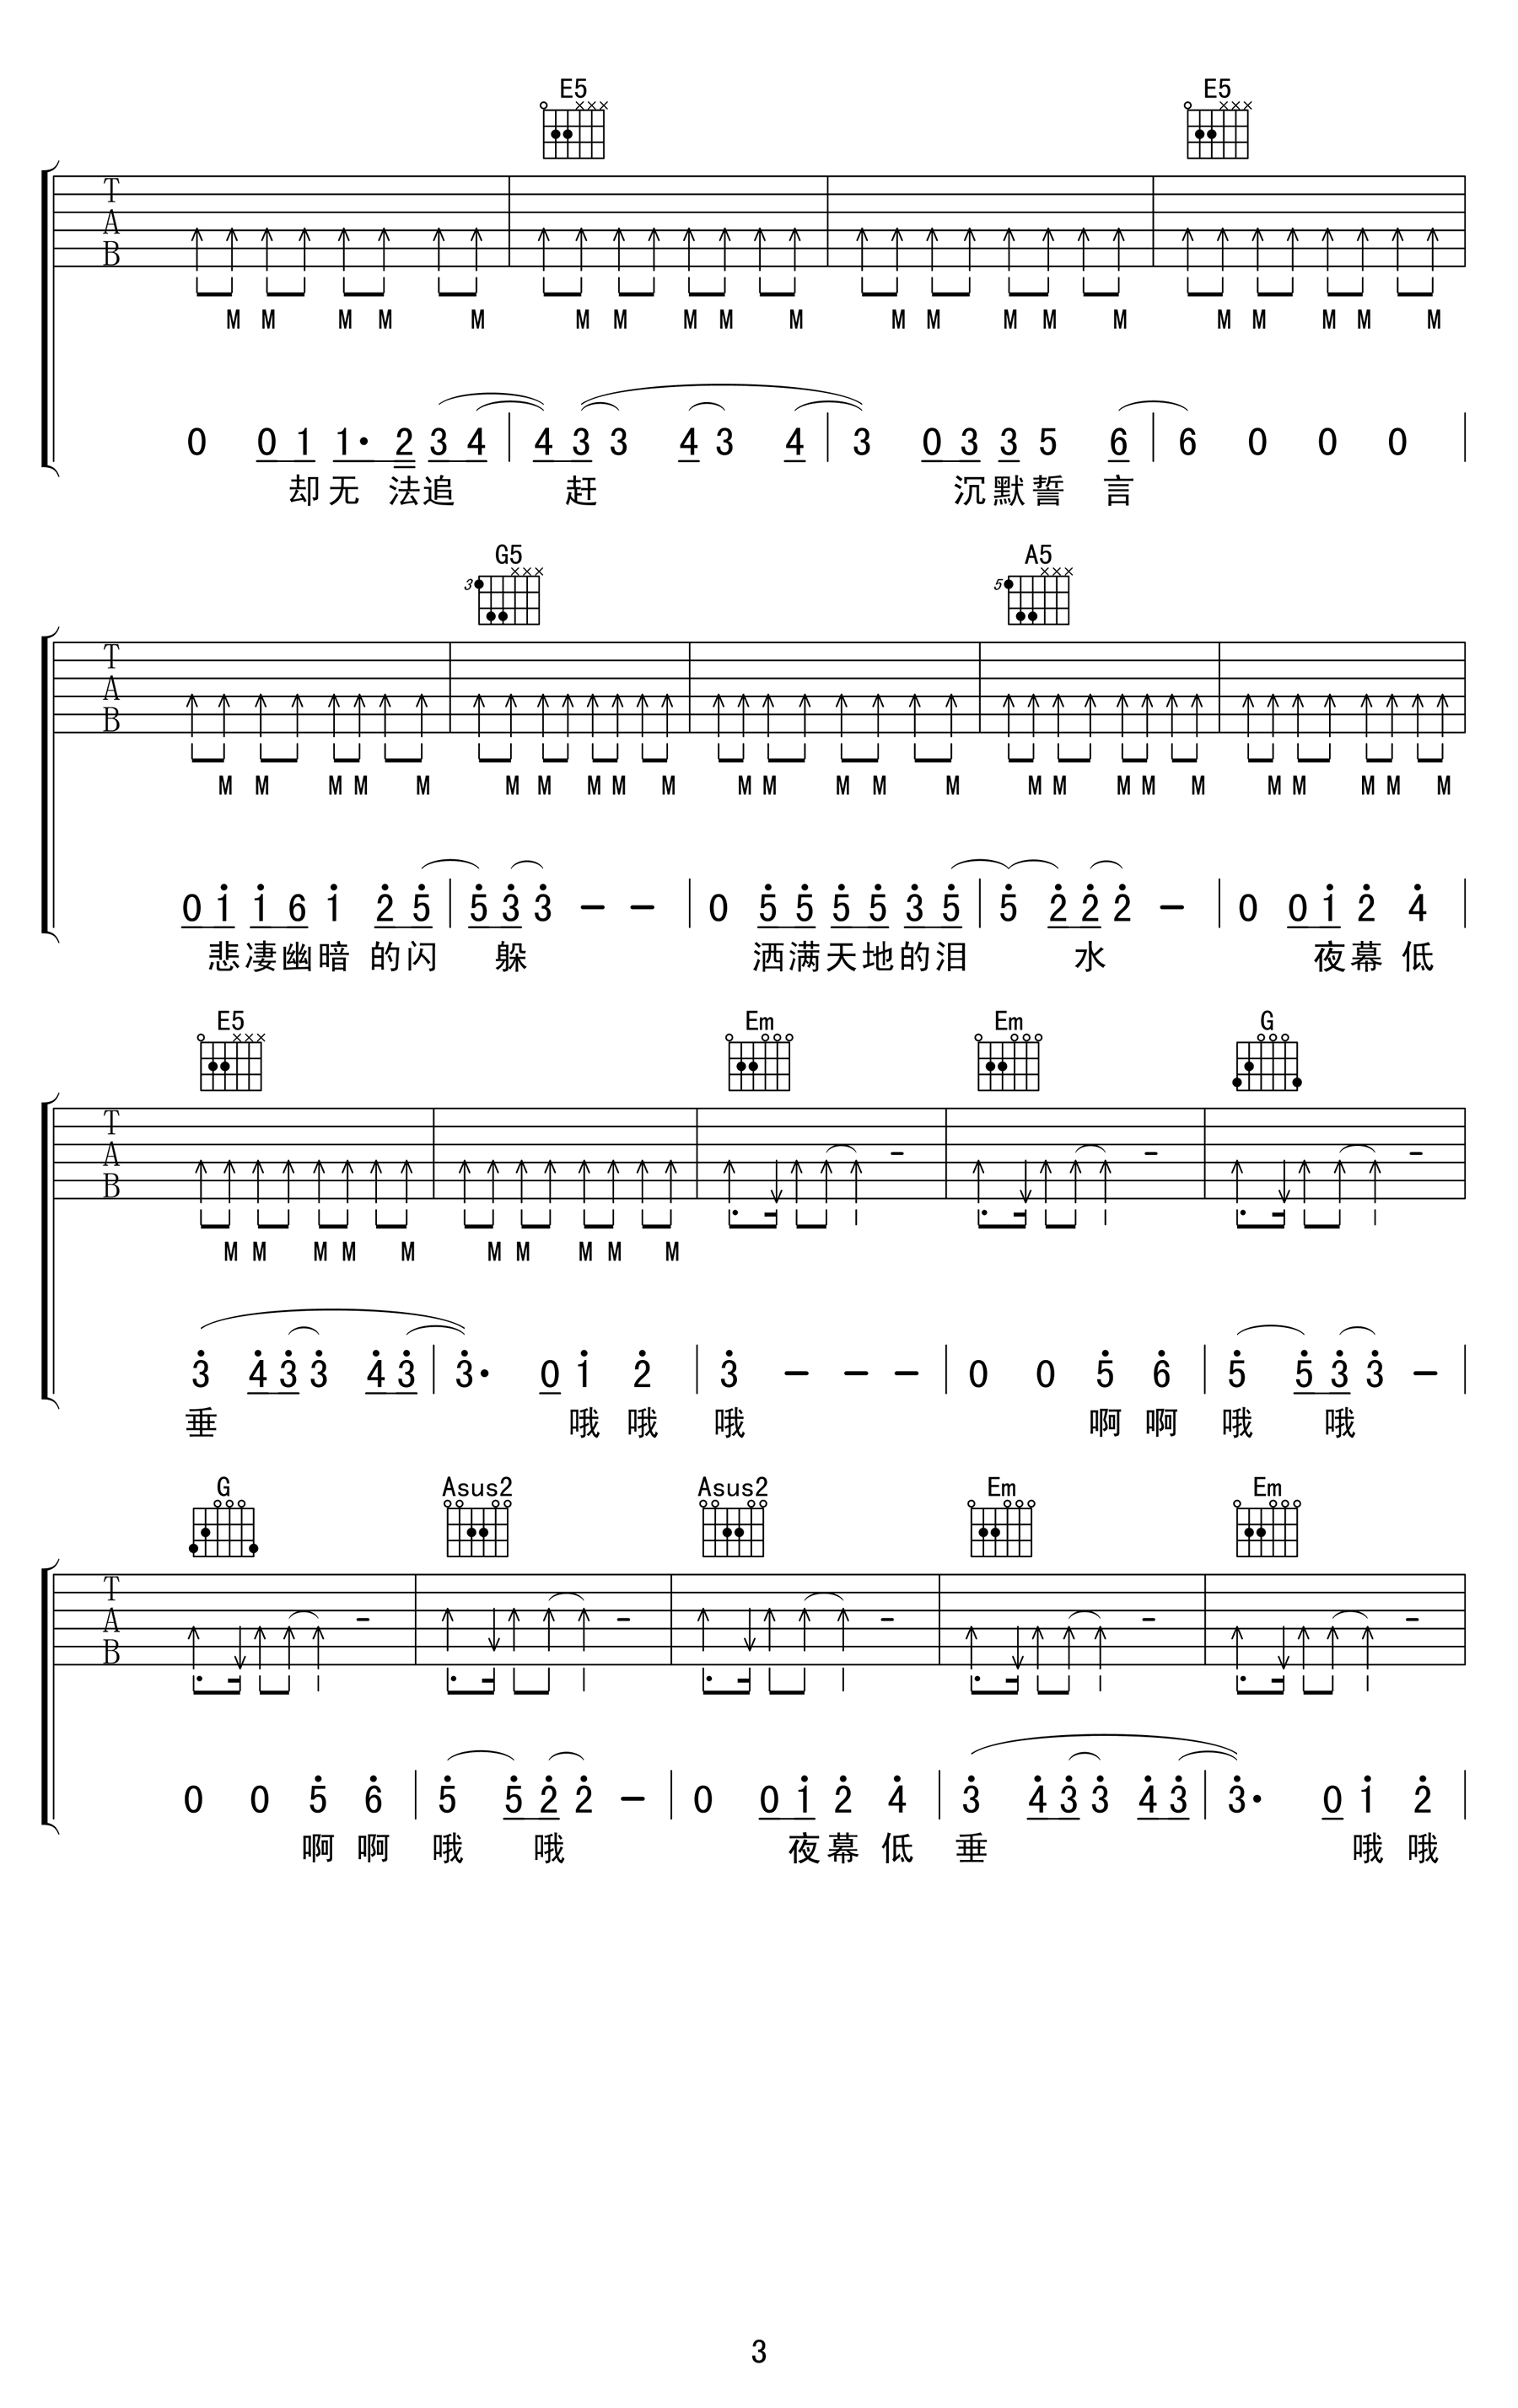 E5 E5
T
A
B
M M M M M M M M M M M M M M M M M M M M
0 0 1 1· 2 3 4 | 4 3 3 4 3 4 | 3 0 3 3 5 6 | 6 0 0 0 |
却无 法追 赶 沉默誓 言
G5 A5
3 5
T
A
B
M M M M M M M M M M M M M M M M M M M M M M M M M
0 1 1 6 1 2 5 | 5 3 3 - - | 0 5 5 5 5 3 5 | 5 2 2 2 - | 0 0 1 2 4 |
悲凄幽暗 的闪 躲 洒满天地的泪 水 夜幕 低
E5 Em Em G
T
A
B
M M M M M M M M M M
3 4 3 3 4 3 | 3· 0 1 2 | 3 - - - | 0 0 5 6 | 5 5 3 3 - |
垂 哦 哦 哦 啊 啊 哦 哦
G Asus2 Asus2 Em Em
T
A
B
0 0 5 6 | 5 5 2 2 - | 0 0 1 2 4 | 3 4 3 3 4 3 | 3· 0 1 2 |
啊 啊 哦 哦 夜幕 低 垂 哦 哦
3